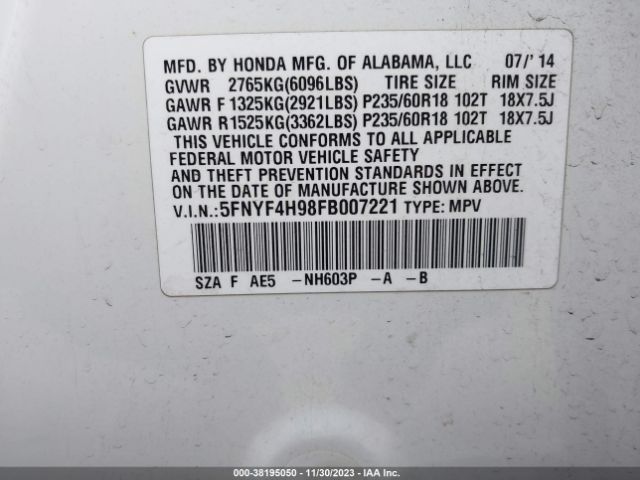 MFD. BY HONDA MFG. OF ALABAMA, LLC 07/'14
GVWR 2765KG(6096LBS) TIRE SIZE RIM SIZE
GAWR F 1325KG(2921LBS) P235/60R18 102T 18X7.5J
GAWR R1525KG(3362LBS) P235/60R18 102T 18X7.5J
THIS VEHICLE CONFORMS TO ALL APPLICABLE
FEDERAL MOTOR VEHICLE SAFETY
AND THEFT PREVENTION STANDARDS IN EFFECT
ON THE DATE OF MANUFACTURE SHOWN ABOVE.
V.I.N.: 5FNYF4H98FB007221 TYPE: MPV
SZA F AE5 -NH603P -A -B
000-38195050 - 11/30/2023 - IAA Inc.